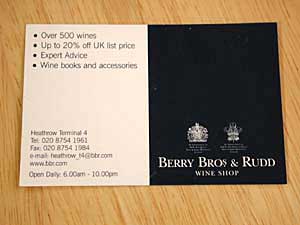 • Over 500 wines
• Up to 20% off UK list price
• Expert Advice
• Wine books and accessories
Heathrow Terminal 4
Tel: 020 8754 1961
Fax: 020 8754 1984
e-mail: heathrow_t4@bbr.com
www.bbr.com
Open Daily: 6.00am - 10.00pm
BERRY BROS & RUDD
WINE SHOP